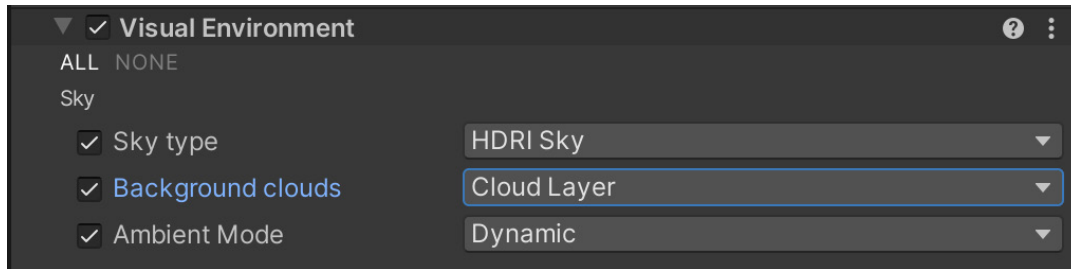 Visual Environment
ALL NONE
Sky
Sky type HDRI Sky
Background clouds Cloud Layer
Ambient Mode Dynamic